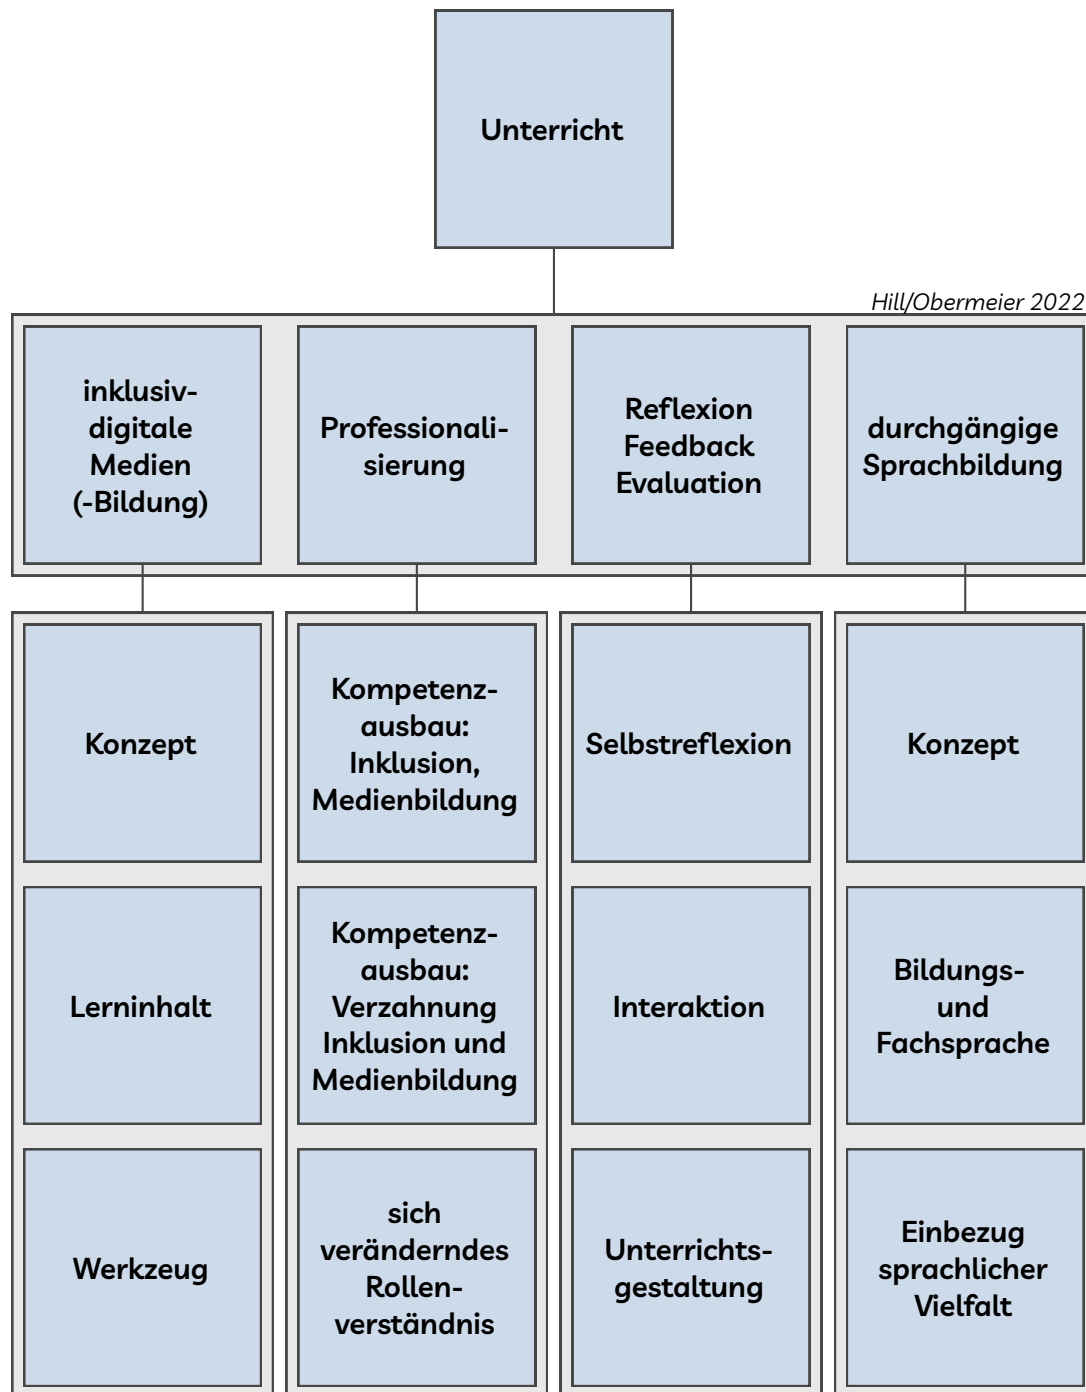 Unterricht
Hill/Obermeier 2022
inklusiv-
digitale
Medien
(-Bildung)
Professionali-
sierung
Reflexion
Feedback
Evaluation
durchgängige
Sprachbildung
Konzept
Kompetenz-
ausbau:
Inklusion,
Medienbildung
Selbstreflexion
Konzept
Lerninhalt
Kompetenz-
ausbau:
Verzahnung
Inklusion und
Medienbildung
Interaktion
Bildungs-
und
Fachsprache
Werkzeug
sich
veränderndes
Rollen-
verständnis
Unterrichts-
gestaltung
Einbezug
sprachlicher
Vielfalt